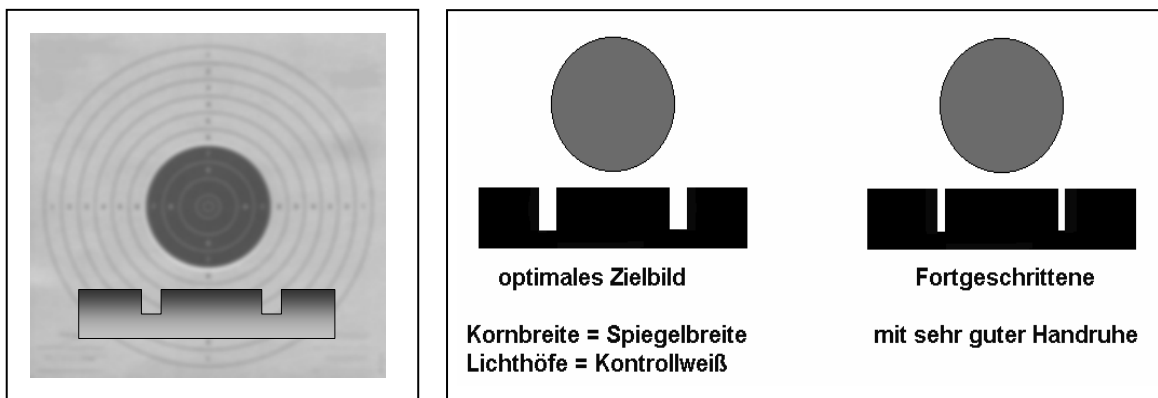 optimales Zielbild
Fortgeschrittene
Kornbreite = Spiegelbreite
mit sehr guter Handruhe
Lichthöfe = Kontrollweiß